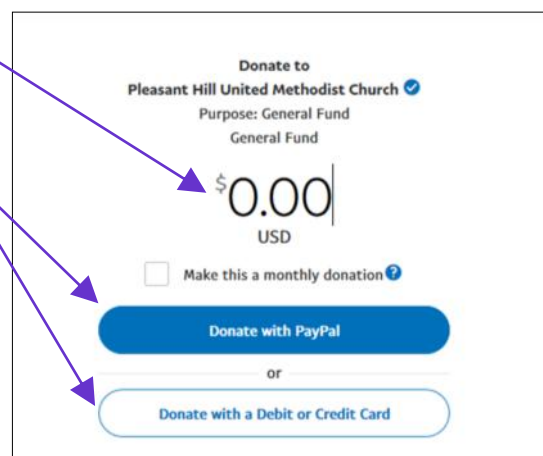 Donate to
Pleasant Hill United Methodist Church
Purpose: General Fund
General Fund
$0.00
USD
Make this a monthly donation ?
Donate with PayPal
or
Donate with a Debit or Credit Card